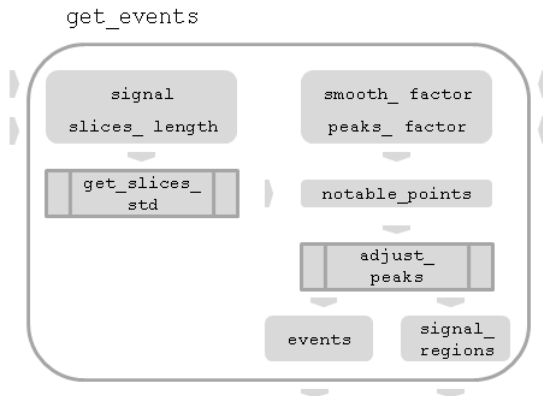 get_events
signal
slices_ length
smooth_ factor
peaks_ factor
get_slices_
std
notable_points
adjust_
peaks
events
signal_
regions